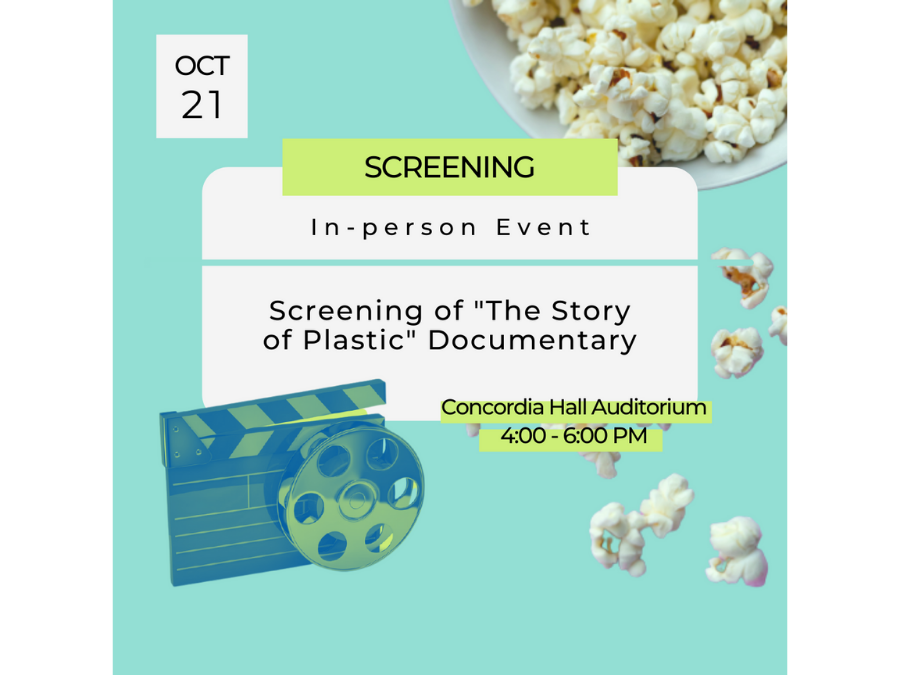 OCT
21
SCREENING
In-person Event
Screening of "The Story
of Plastic" Documentary
Concordia Hall Auditorium
4:00 - 6:00 PM